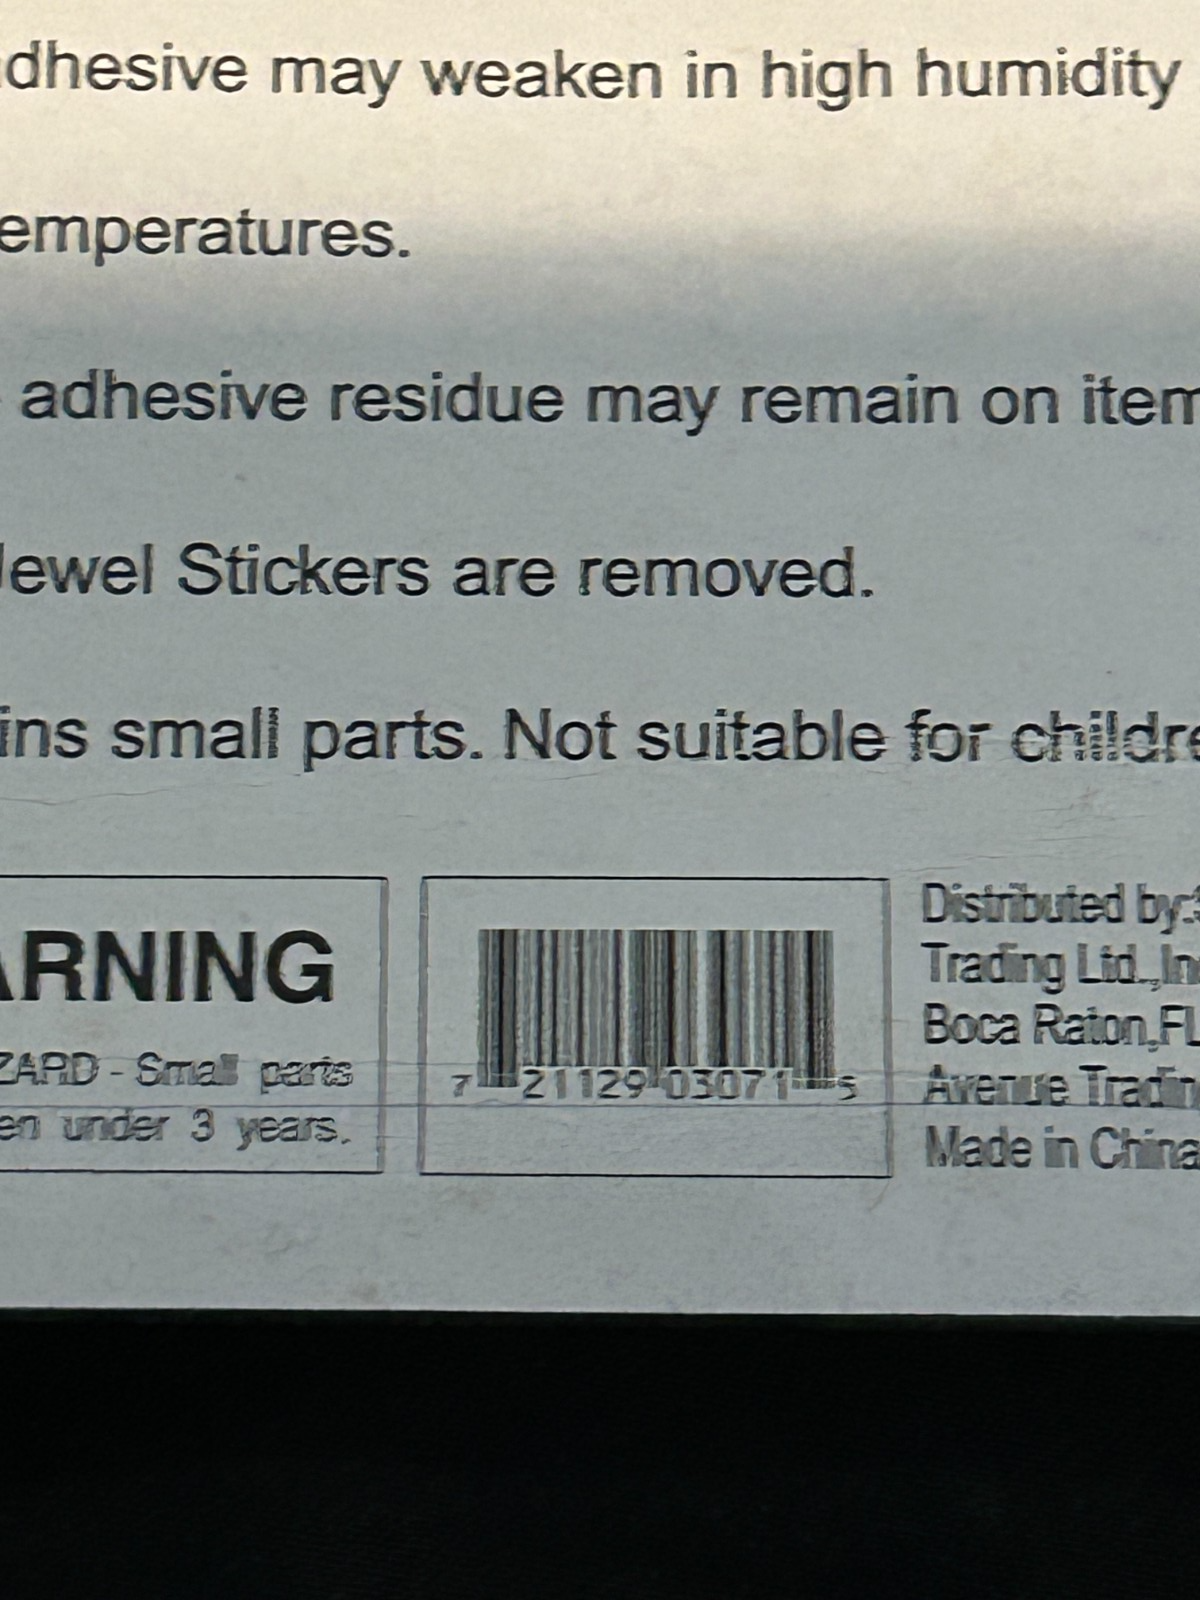 dhesive may weaken in high humidity
emperatures.
adhesive residue may remain on item
Jewel Stickers are removed.
ins small parts. Not suitable for childre
ARNING
ZARD - Small parts
en under 3 years.
7 21129 03071 5
Distributed by:
Trading Ltd.,In
Boca Raton,FL
Avenue Tradin
Made in China